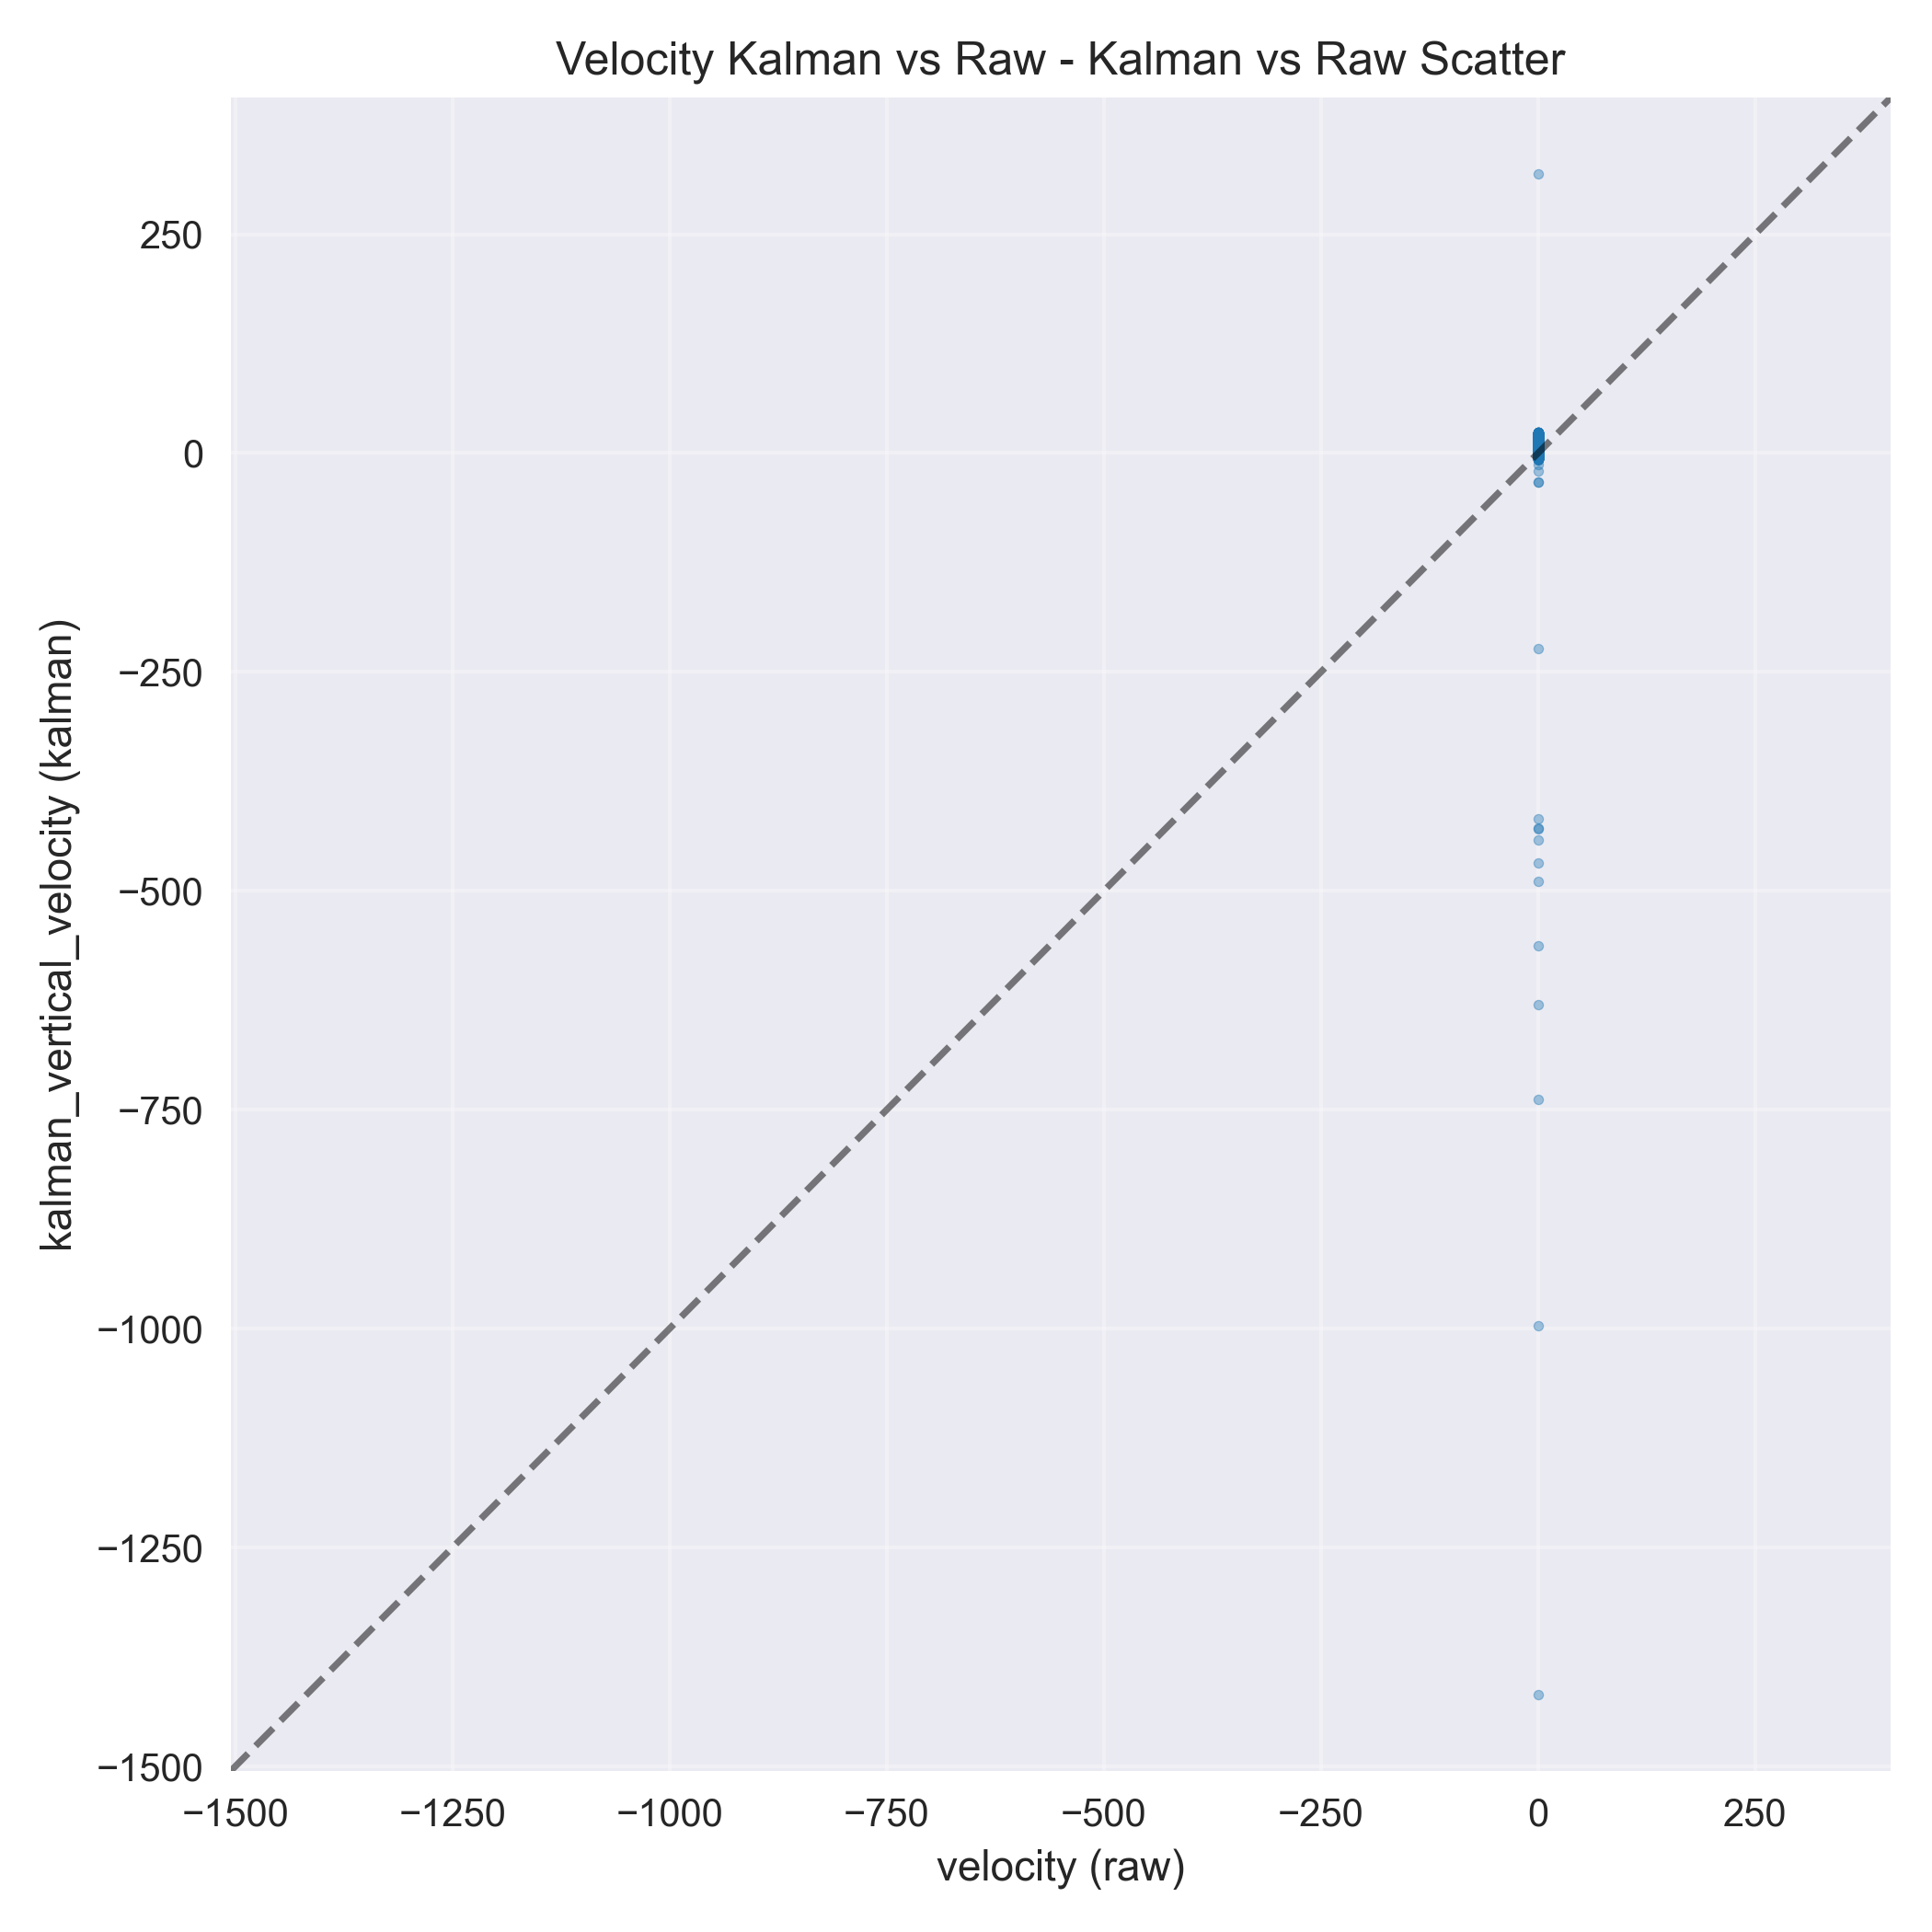 Velocity Kalman vs Raw - Kalman vs Raw Scatter
kalman_vertical_velocity (kalman)
250
0
−250
−500
−750
−1000
−1250
−1500
−1500 −1250 −1000 −750 −500 −250 0 250
velocity (raw)